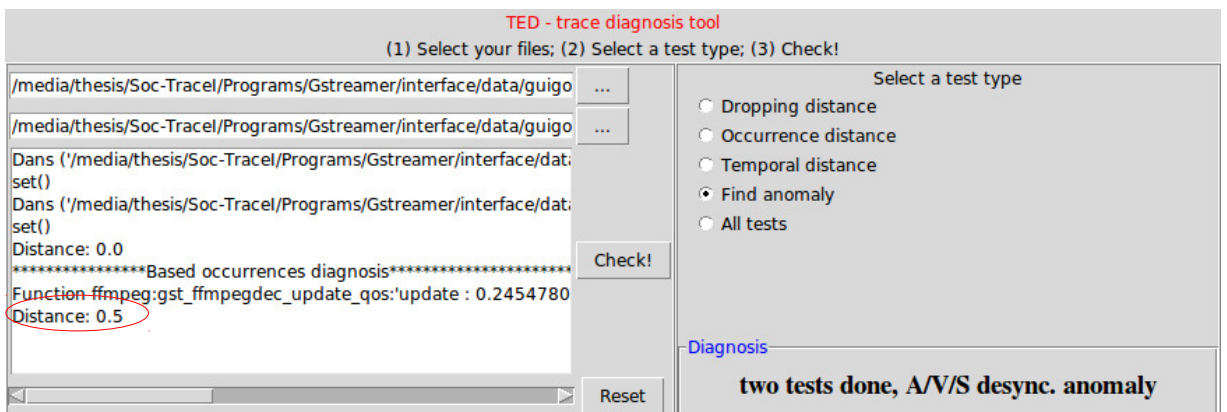 TED - trace diagnosis tool
(1) Select your files; (2) Select a test type; (3) Check!
/media/thesis/Soc-TraceI/Programs/Gstreamer/interface/data/guigo
...
/media/thesis/Soc-TraceI/Programs/Gstreamer/interface/data/guigo
...
Dans ('/media/thesis/Soc-TraceI/Programs/Gstreamer/interface/data
set()
Dans ('/media/thesis/Soc-TraceI/Programs/Gstreamer/interface/data
set()
Distance: 0.0
****************Based occurrences diagnosis**********************
Function ffmpeg:gst_ffmpegdec_update_qos:'update : 0.2454780
Distance: 0.5
Check!
Reset
Select a test type
Dropping distance
Occurrence distance
Temporal distance
Find anomaly
All tests
Diagnosis
two tests done, A/V/S desync. anomaly